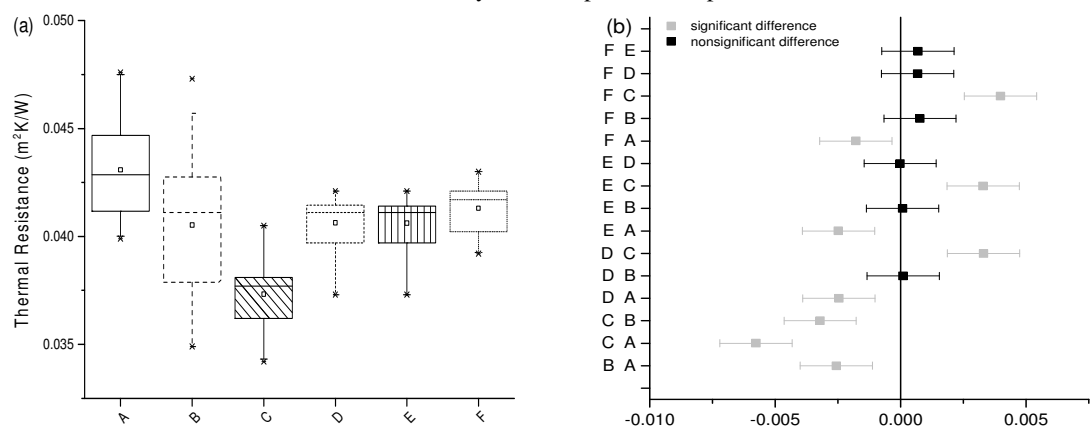 (a)
0.050
0.045
0.040
0.035
Thermal Resistance (m²K/W)
A
B
C
D
E
F
(b)
significant difference
nonsignificant difference
F E
F D
F C
F B
F A
E D
E C
E B
E A
D C
D B
D A
C B
C A
B A
-0.010
-0.005
0.000
0.005